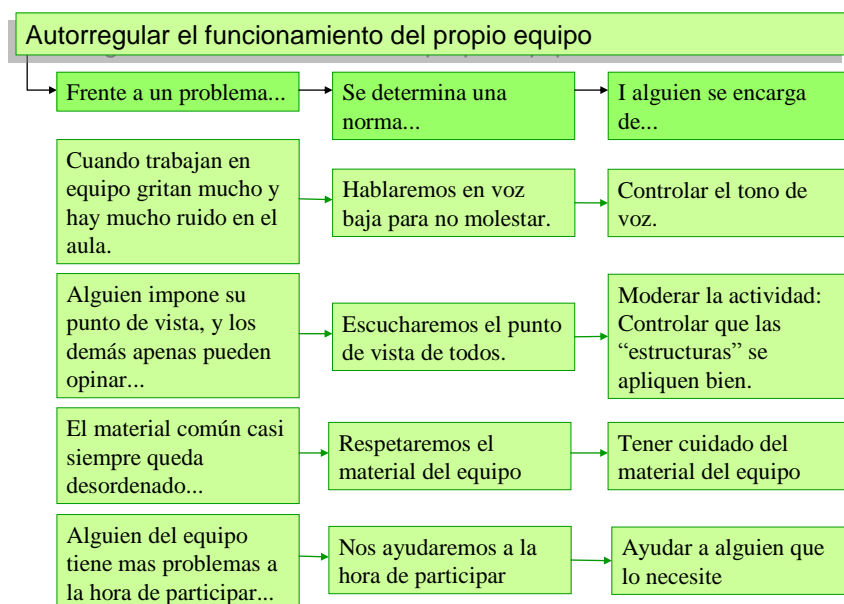 Autorregular el funcionamiento del propio equipo
Frente a un problema...
Se determina una
norma...
I alguien se encarga
de...
Cuando trabajan en
equipo gritan mucho y
hay mucho ruido en el
aula.
Hablaremos en voz
baja para no molestar.
Controlar el tono de
voz.
Alguien impone su
punto de vista, y los
demás apenas pueden
opinar...
Escucharemos el punto
de vista de todos.
Moderar la actividad:
Controlar que las
“estructuras” se
apliquen bien.
El material común casi
siempre queda
desordenado...
Respetaremos el
material del equipo
Tener cuidado del
material del equipo
Alguien del equipo
tiene mas problemas a
la hora de participar...
Nos ayudaremos a la
hora de participar
Ayudar a alguien que
lo necesite